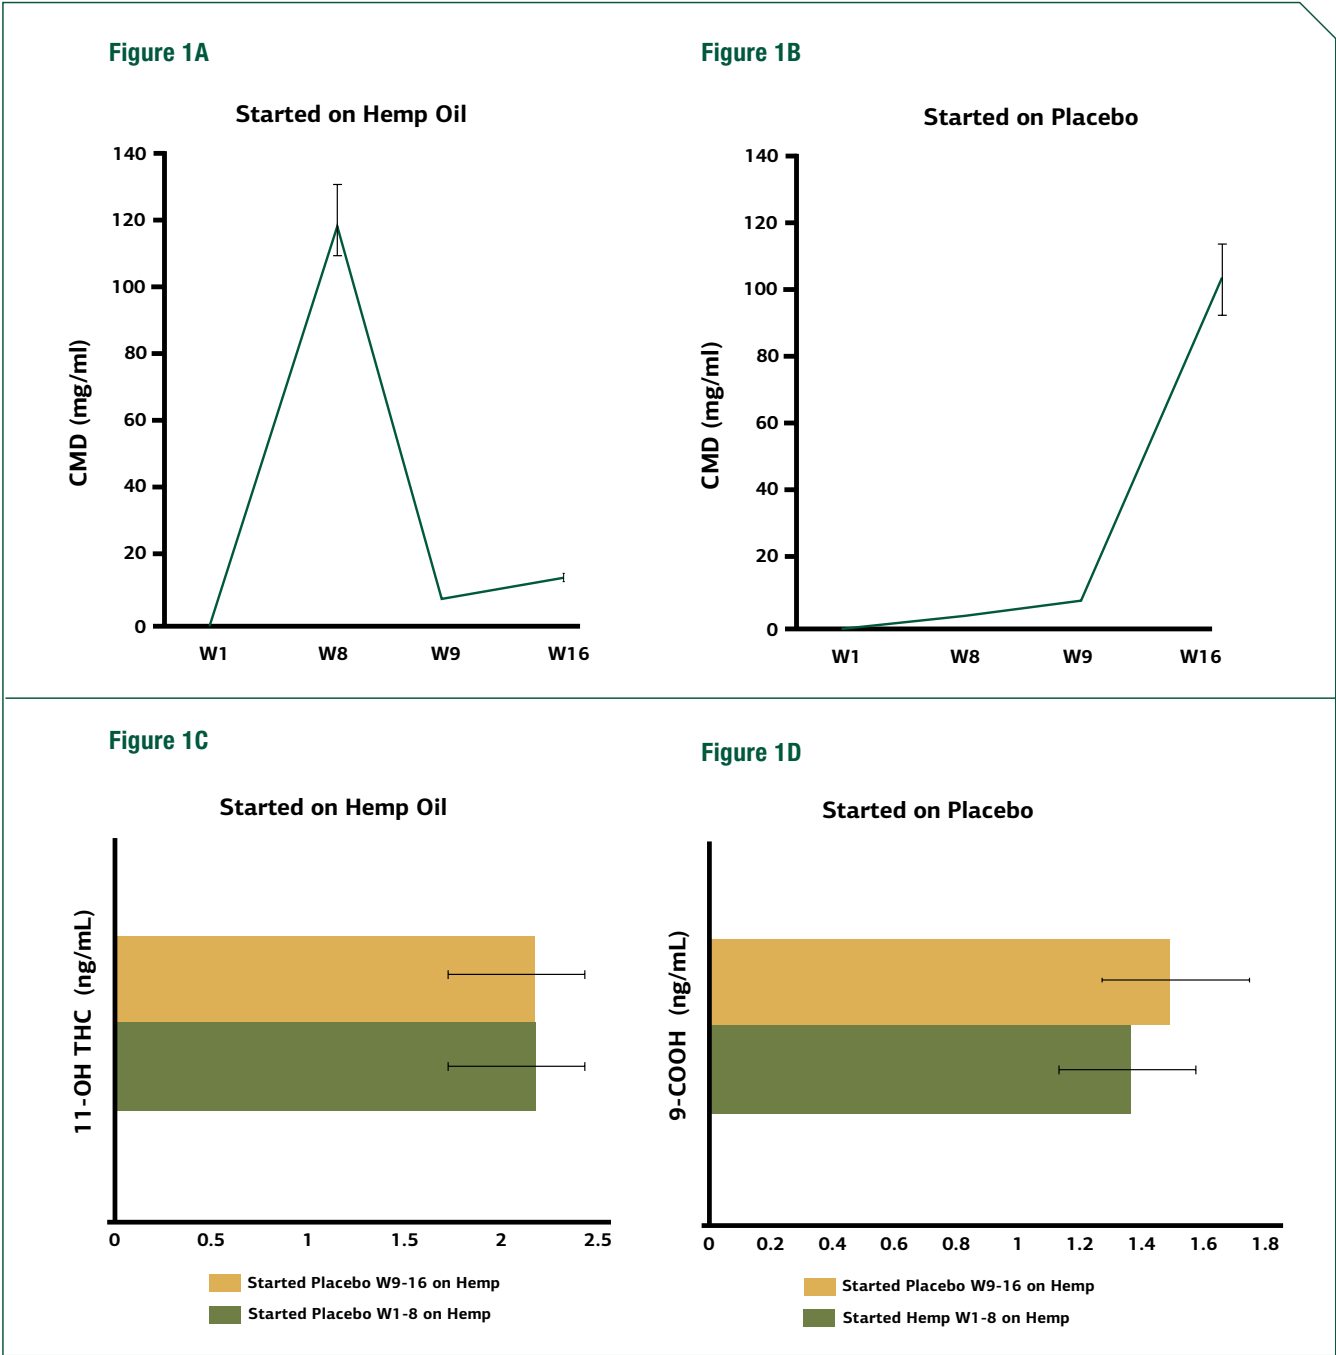 Figure 1A
Started on Hemp Oil
140
120
100
80
60
40
20
0
CMD (mg/ml)
W1 W8 W9 W16
Figure 1B
Started on Placebo
140
120
100
80
60
40
20
0
CMD (mg/ml)
W1 W8 W9 W16
Figure 1C
Started on Hemp Oil
11-OH THC (ng/mL)
0 0.5 1 1.5 2 2.5
Started Placebo W9-16 on Hemp
Started Placebo W1-8 on Hemp
Figure 1D
Started on Placebo
9-COOH (ng/mL)
0 0.2 0.4 0.6 0.8 1 1.2 1.4 1.6 1.8
Started Placebo W9-16 on Hemp
Started Hemp W1-8 on Hemp